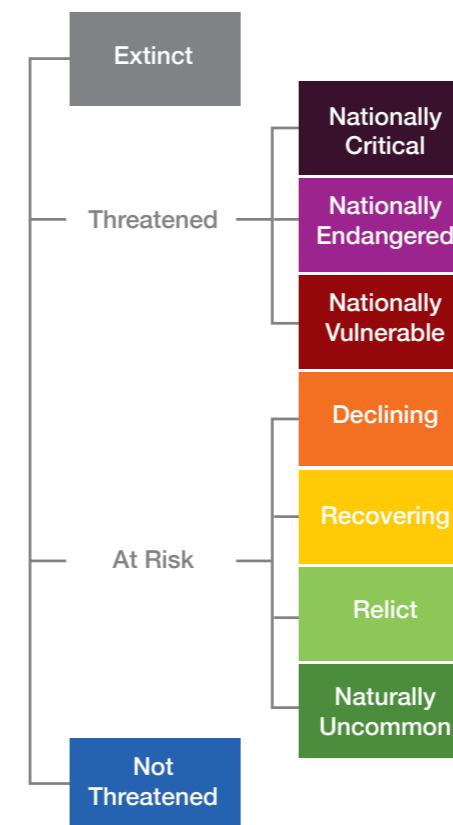 Extinct
Threatened
Nationally
Critical
Nationally
Endangered
Nationally
Vulnerable
At Risk
Declining
Recovering
Relict
Naturally
Uncommon
Not
Threatened